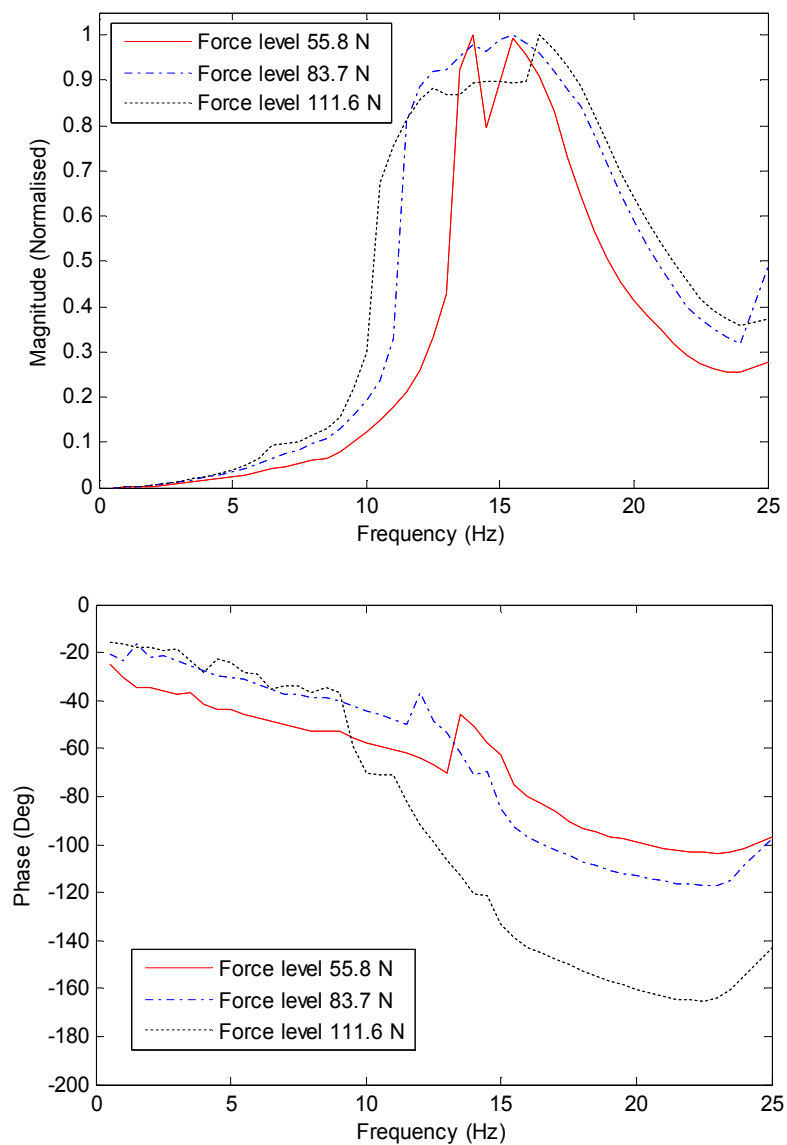 Force level 55.8 N
Force level 83.7 N
Force level 111.6 N
Magnitude (Normalised)
1
0.9
0.8
0.7
0.6
0.5
0.4
0.3
0.2
0.1
0
0 5 10 15 20 25
Frequency (Hz)
Phase (Deg)
0
-20
-40
-60
-80
-100
-120
-140
-160
-180
-200
Force level 55.8 N
Force level 83.7 N
Force level 111.6 N
0 5 10 15 20 25
Frequency (Hz)